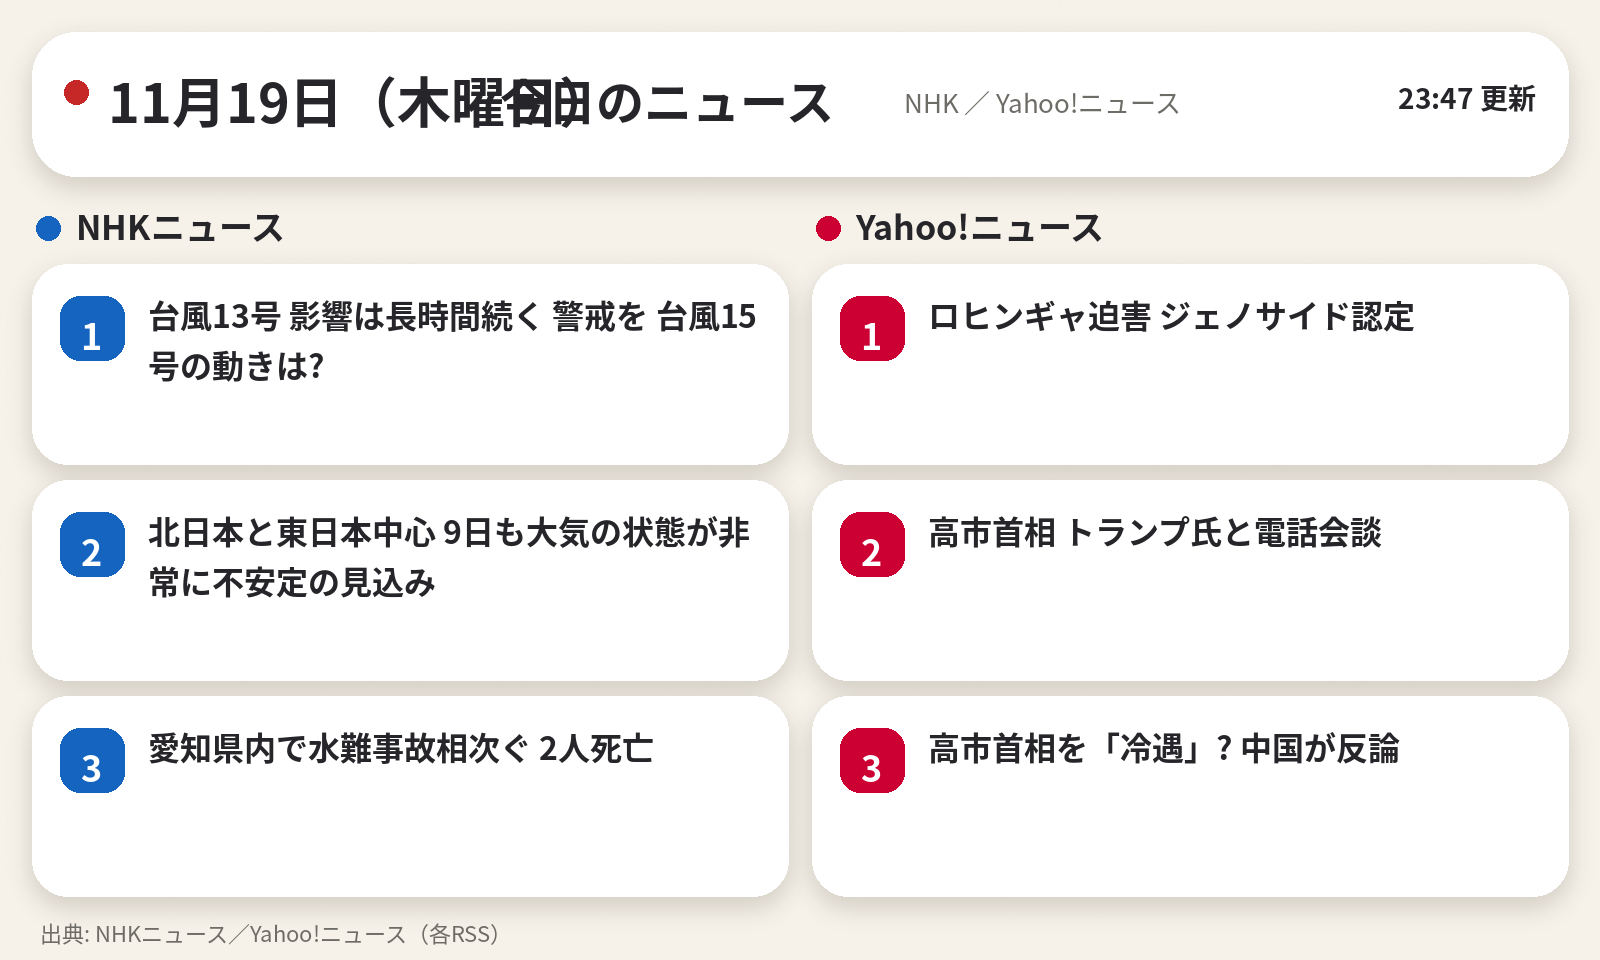 11月19日（木曜日）今日のニュース
NHK ／ Yahoo!ニュース
23:47 更新
NHKニュース
1
台風13号 影響は長時間続く 警戒を 台風15
号の動きは?
2
北日本と東日本中心 9日も大気の状態が非
常に不安定の見込み
3
愛知県内で水難事故相次ぐ 2人死亡
Yahoo!ニュース
1
ロヒンギャ迫害 ジェノサイド認定
2
高市首相 トランプ氏と電話会談
3
高市首相を「冷遇」? 中国が反論
出典: NHKニュース／Yahoo!ニュース（各RSS）